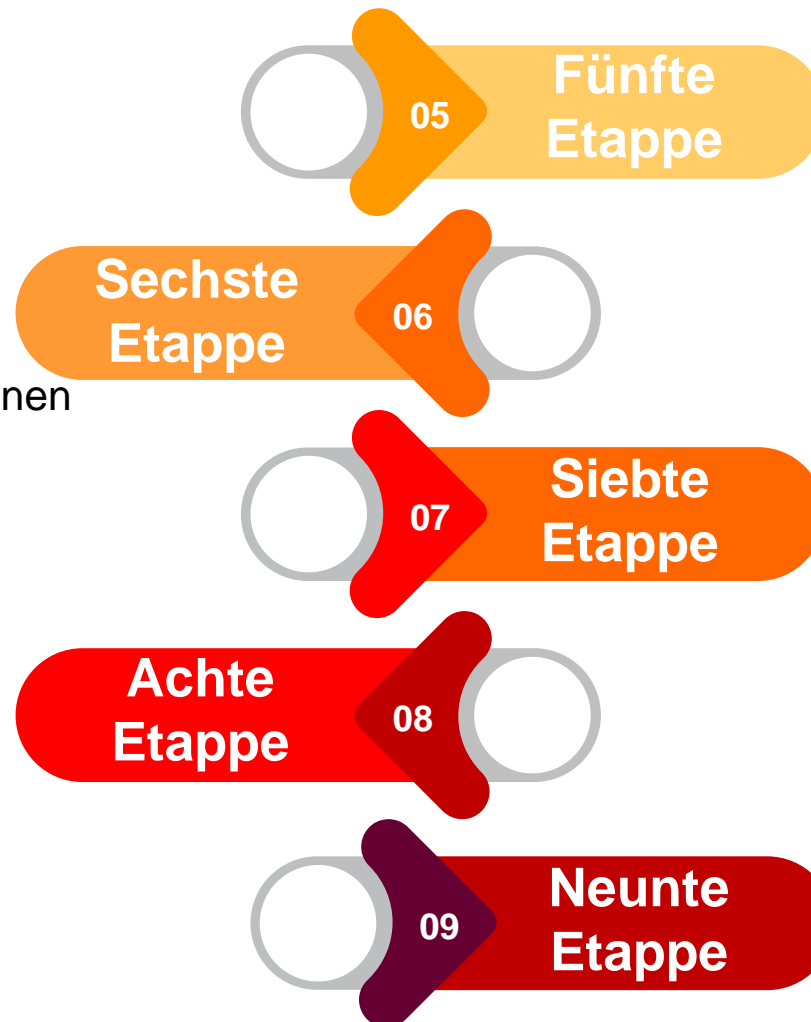 05
Fünfte
Etappe
Sechste
Etappe
06
nen
07
Siebte
Etappe
Achte
Etappe
08
09
Neunte
Etappe